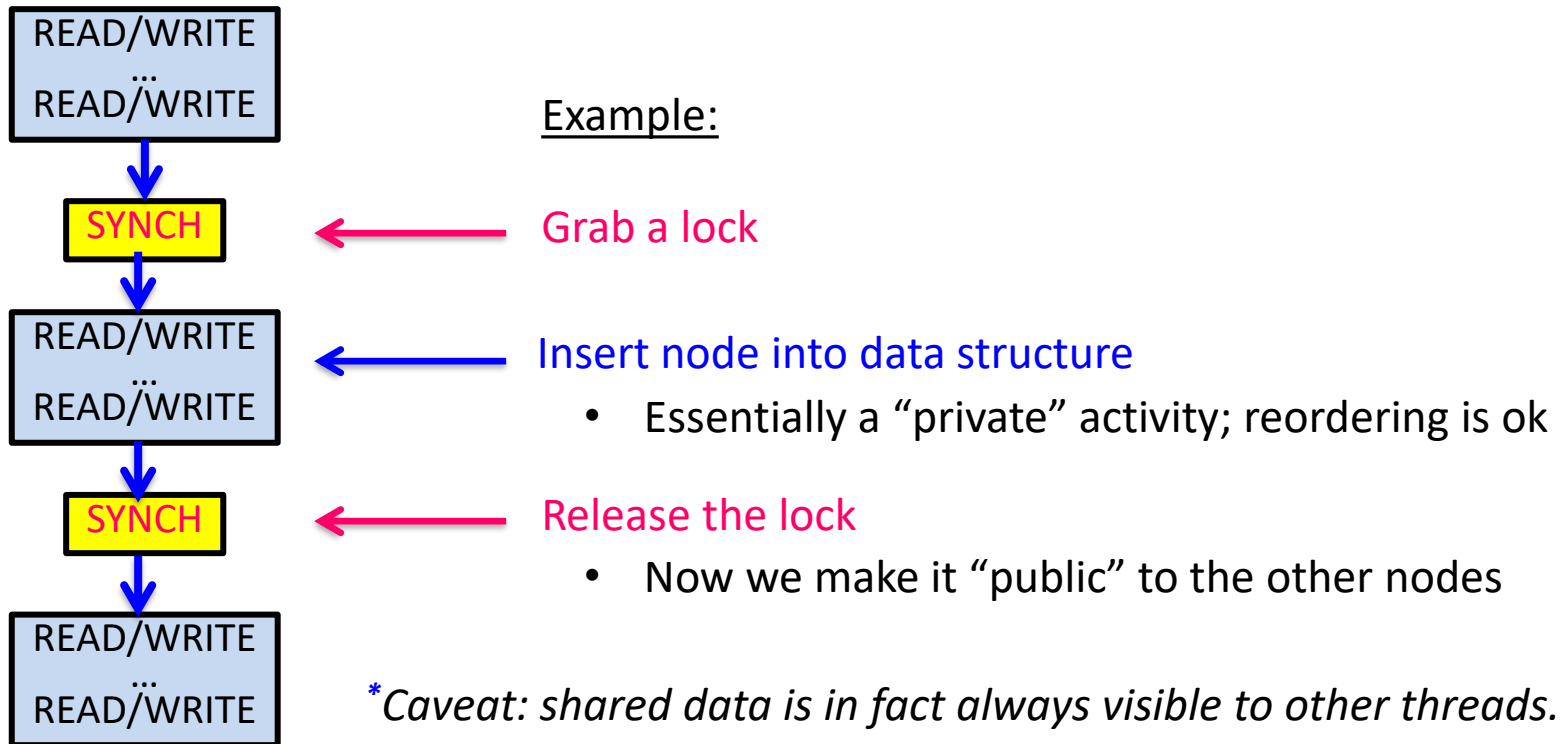 READ/WRITE
…
READ/WRITE
Example:
SYNCH
Grab a lock
READ/WRITE
…
READ/WRITE
Insert node into data structure
• Essentially a “private” activity; reordering is ok
SYNCH
Release the lock
• Now we make it “public” to the other nodes
READ/WRITE
…
READ/WRITE
*Caveat: shared data is in fact always visible to other threads.